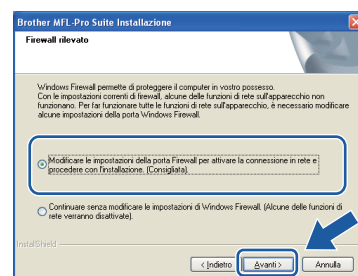 Brother MFL-Pro Suite Installazione
Firewall rilevato
Windows Firewall permette di proteggere il computer in vostro possesso.
Con le impostazioni correnti di firewall, alcune delle funzioni di rete sull'apparecchio non
funzionano. Per far funzionare tutte le funzioni di rete sull'apparecchio, è necessario modificare
alcune impostazioni della porta Windows Firewall.
Modificare le impostazioni della porta Firewall per attivare la connessione in rete e
procedere con l'installazione. (Consigliata).
Continuare senza modificare le impostazioni di Windows Firewall. (Alcune delle funzioni di
rete verranno disattivate).
InstallShield
< Indietro
Avanti >
Annulla